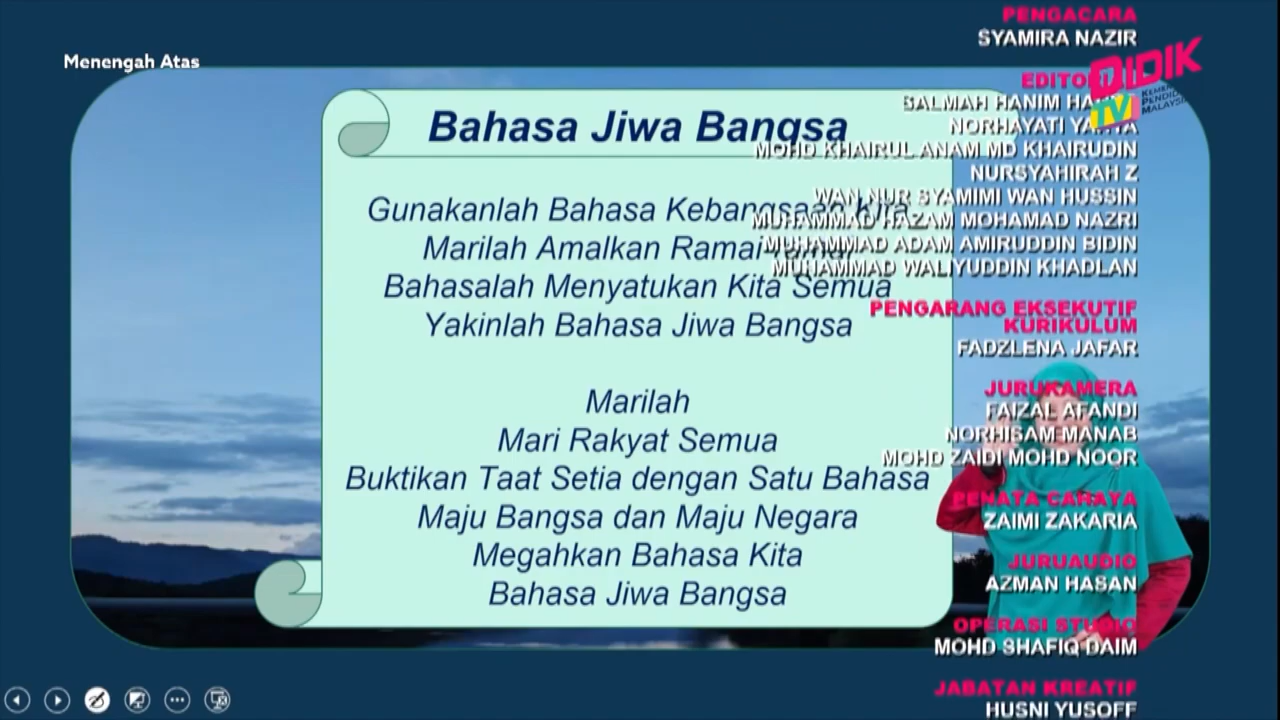 Menengah Atas
Bahasa Jiwa Bangsa
Gunakanlah Bahasa Kebangsaan Kita
Marilah Amalkan Ramai-ramai
Bahasalah Menyatukan Kita Semua
Yakinlah Bahasa Jiwa Bangsa
Marilah
Mari Rakyat Semua
Buktikan Taat Setia dengan Satu Bahasa
Maju Bangsa dan Maju Negara
Megahkan Bahasa Kita
Bahasa Jiwa Bangsa
PENGACARA
SYAMIRA NAZIR
SALMAH HANIM
NORHAYATI YAHYA
MOHD KHAIRUL ANAM MD KHAIRUDIN
NURSYAHIRAH Z
WAN NUR SYAMIMI WAN HUSSIN
MUHAMMAD HAZAM MOHAMAD NAZRI
MUHAMMAD ADAM AMIRUDDIN BIDIN
MUHAMMAD WALIYUDDIN KHADLAN
PENGARANG EKSEKUTIF
KURIKULUM
FADZLENA JAFAR
JURUKAMERA
FAIZAL AFANDI
NORHISAM MANAB
MOHD ZAIDI MOHD NOOR
PENATA CAHAYA
ZAIMI ZAKARIA
JURUAUDIO
AZMAN HASAN
OPERASI STUDIO
MOHD SHAFIQ DAIM
JABATAN KREATIF
HUSNI YUSOFF
DIDIK
TV
KEMENTERIAN
PENDIDIKAN
MALAYSIA